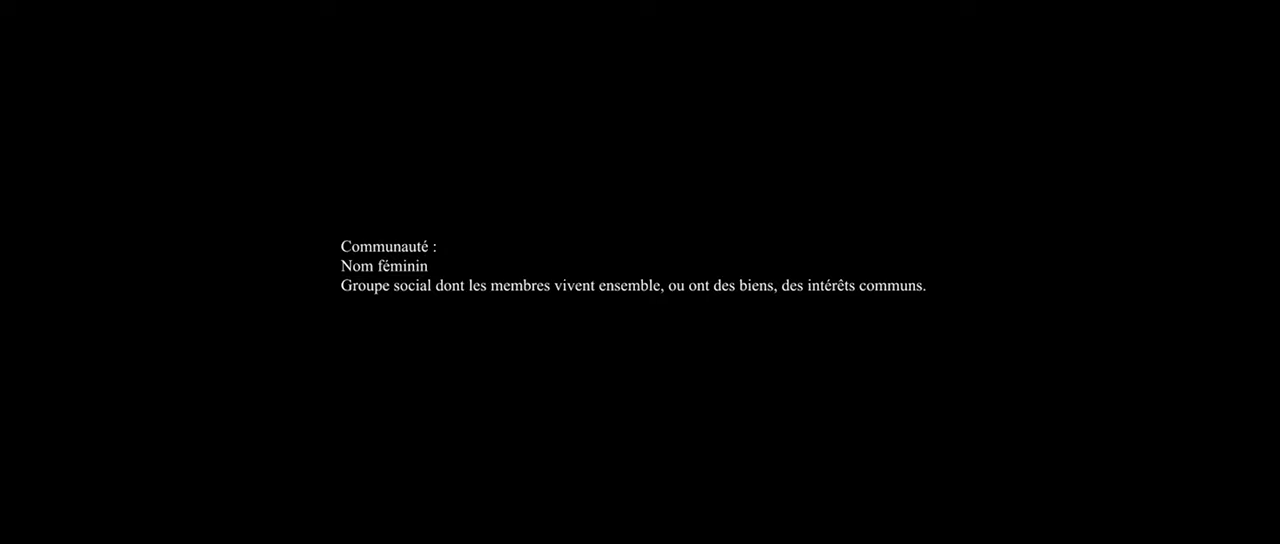 Communauté :
Nom féminin
Groupe social dont les membres vivent ensemble, ou ont des biens, des intérêts communs.